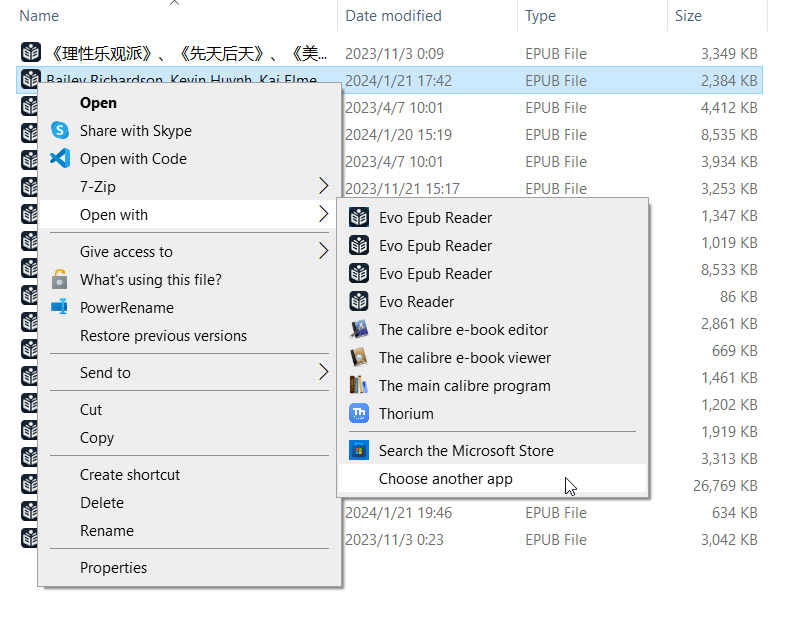 Name Date modified Type Size
《理性乐观派》、《先天后天》、《美... 2023/11/3 0:09 EPUB File 3,349 KB
Bailey Richardson, Kevin Huynh, Kai Elme... 2024/1/21 17:42 EPUB File 2,384 KB
2023/4/7 10:01 EPUB File 4,412 KB
2024/1/20 15:19 EPUB File 8,535 KB
2023/4/7 10:01 EPUB File 3,934 KB
2023/11/21 15:17 EPUB File 3,253 KB
1,347 KB
1,019 KB
8,533 KB
86 KB
2,861 KB
669 KB
1,461 KB
1,202 KB
1,919 KB
3,313 KB
26,769 KB
2024/1/21 19:46 EPUB File 634 KB
2023/11/3 0:23 EPUB File 3,042 KB
Open
Share with Skype
Open with Code
7-Zip
Open with
Give access to
What's using this file?
PowerRename
Restore previous versions
Send to
Cut
Copy
Create shortcut
Delete
Rename
Properties
Evo Epub Reader
Evo Epub Reader
Evo Epub Reader
Evo Reader
The calibre e-book editor
The calibre e-book viewer
The main calibre program
Th Thorium
Search the Microsoft Store
Choose another app